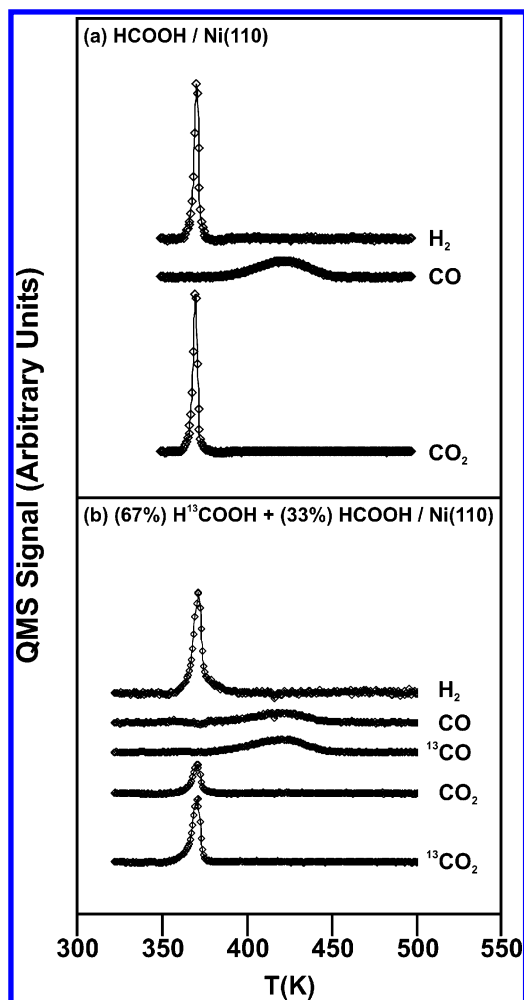 (a) HCOOH / Ni(110)
H₂
CO
CO₂
QMS Signal (Arbitrary Units)
(b) (67%) H¹³COOH + (33%) HCOOH / Ni(110)
H₂
CO
¹³CO
CO₂
¹³CO₂
300 350 400 450 500 550
T(K)